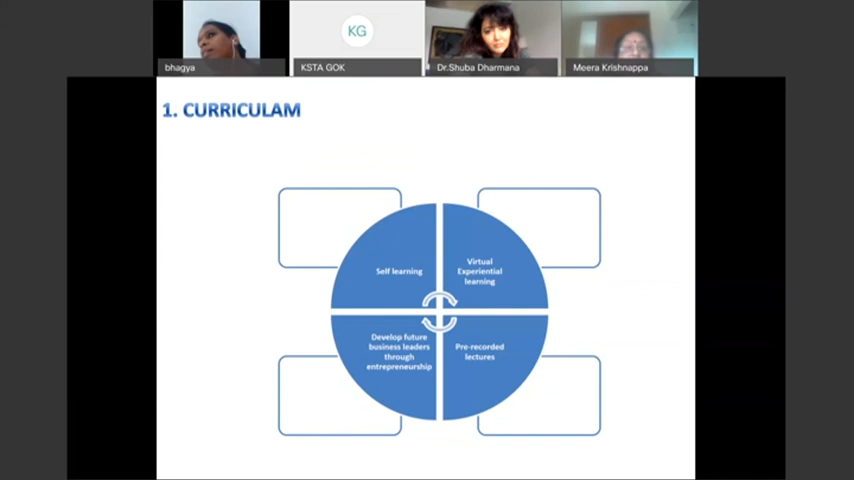 KG
bhagya
KSTA GOK
Dr.Shuba Dharmana
Meera Krishnappa
1. CURRICULAM
Self learning
Virtual
Experiential
learning
Develop future
business leaders
through
entrepreneurship
Pre-recorded
lectures